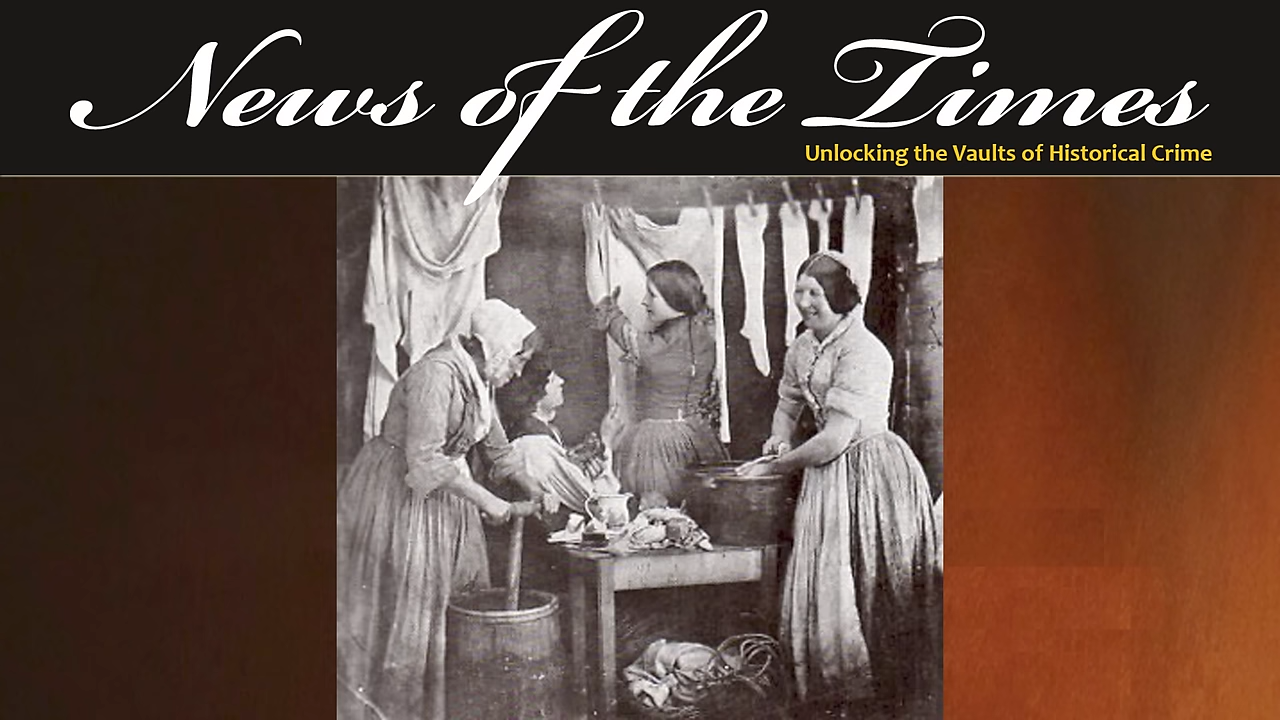 News of the Times
Unlocking the Vaults of Historical Crime